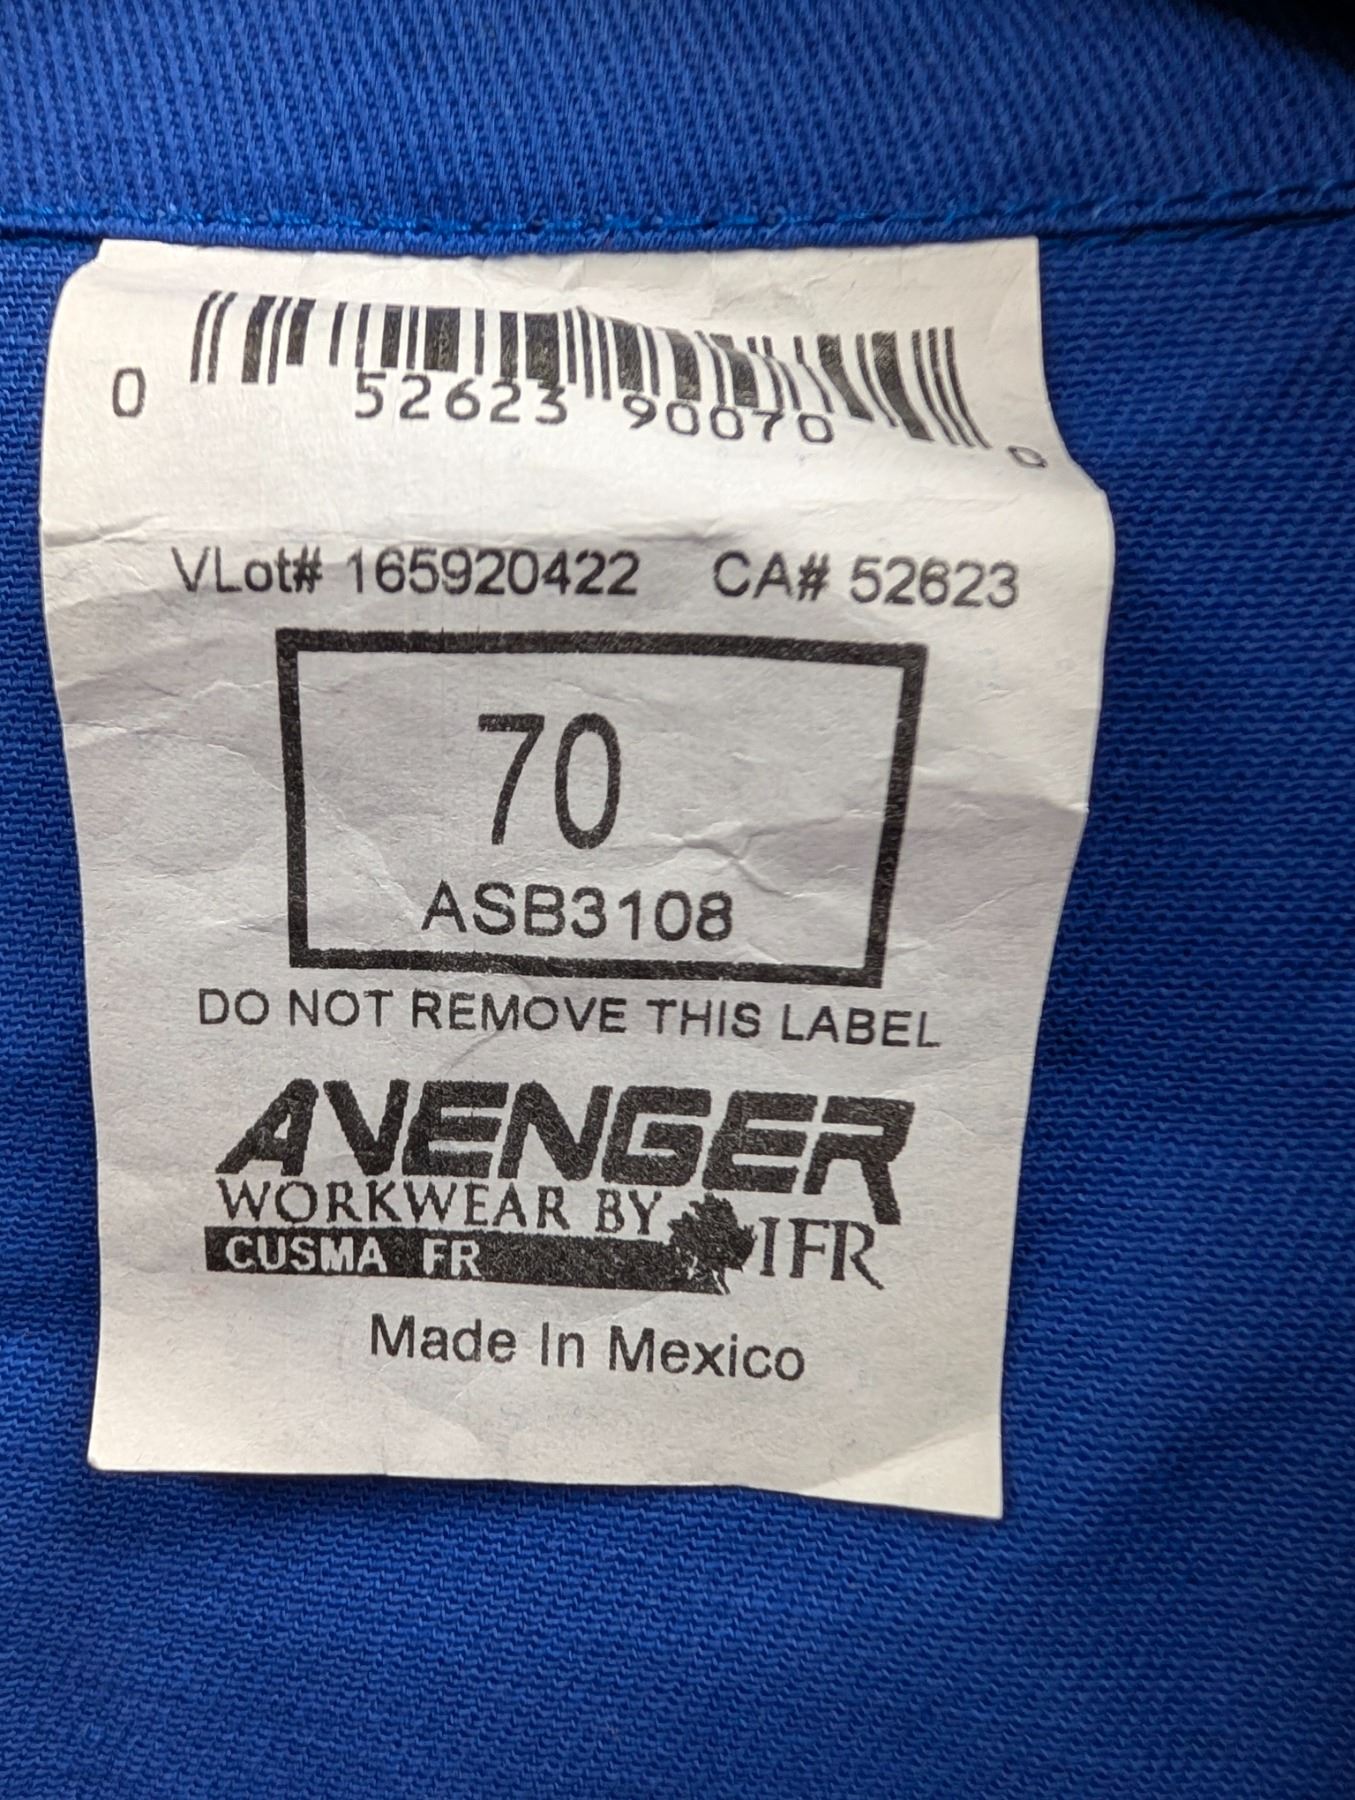 0 52623 90070 0
VLot# 165920422 CA# 52623
70
ASB3108
DO NOT REMOVE THIS LABEL
AVENGER
WORKWEAR BY IFR
CUSMA FR
Made In Mexico